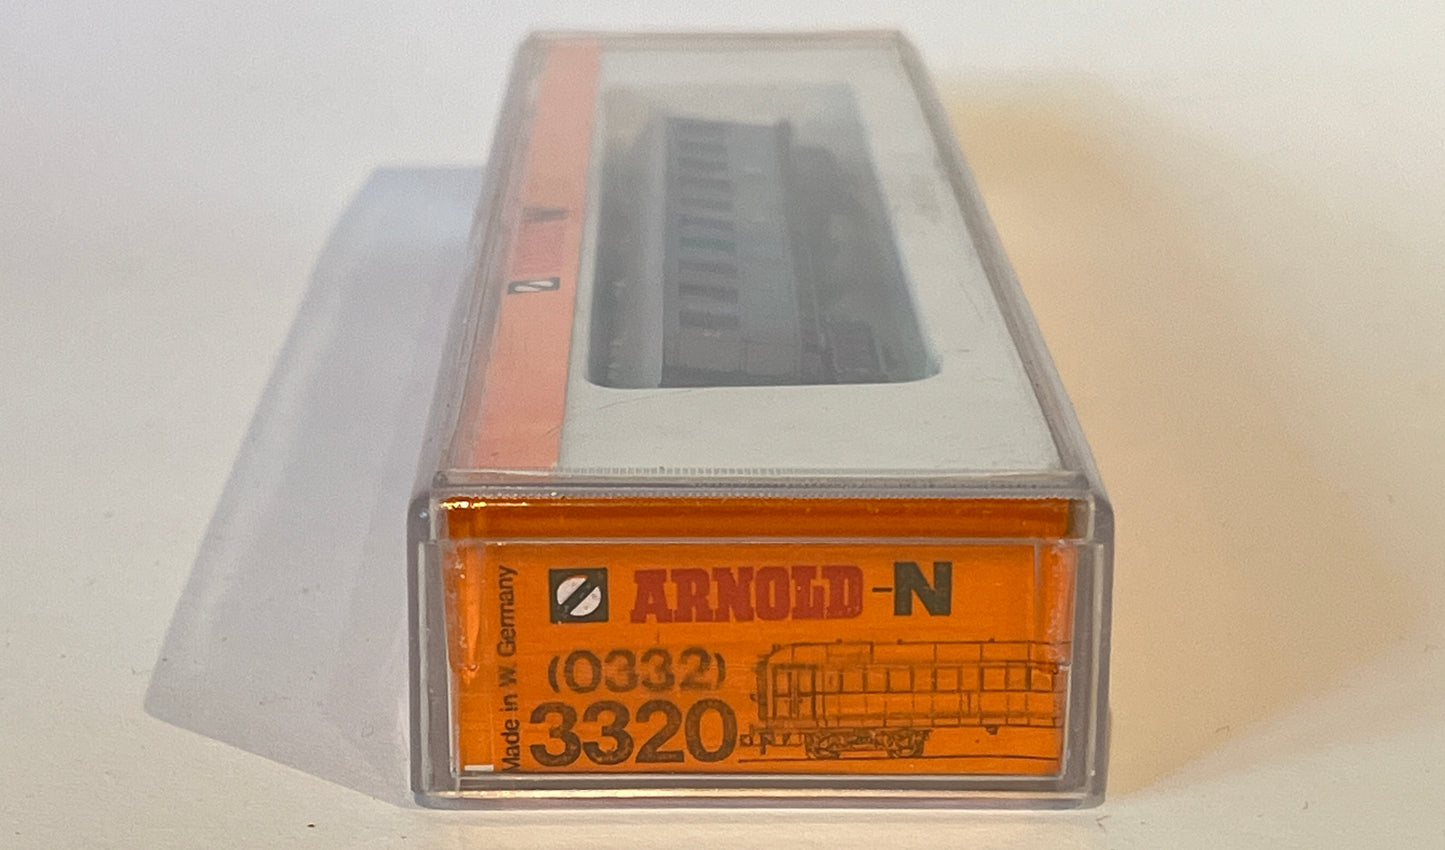 ARNOLD-N
(0332)
3320
Made in W. Germany